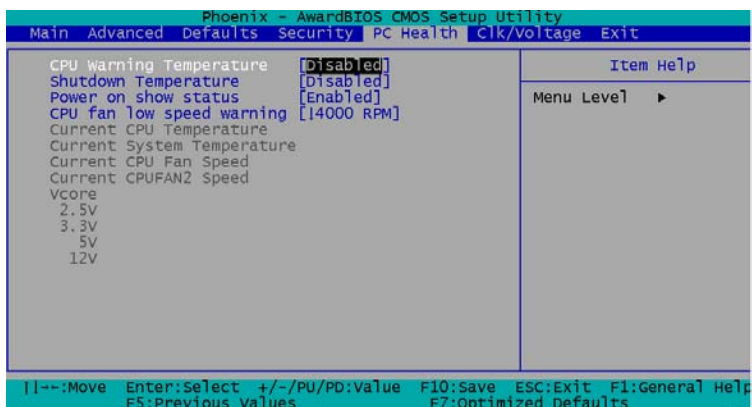 Phoenix - AwardBIOS CMOS Setup Utility
Main Advanced Defaults Security PC Health Clk/Voltage Exit
CPU Warning Temperature [Disabled]
Shutdown Temperature [Disabled]
Power on show status [Enabled]
CPU fan low speed warning [|4000 RPM]
Current CPU Temperature
Current System Temperature
Current CPU Fan Speed
Current CPUFAN2 Speed
Vcore
2.5V
3.3V
5V
12V
Item Help
Menu Level ▶
||--:Move Enter:Select +/-/PU/PD:Value F10:Save ESC:Exit F1:General Help
F5:Previous Values F7:Optimized Defaults